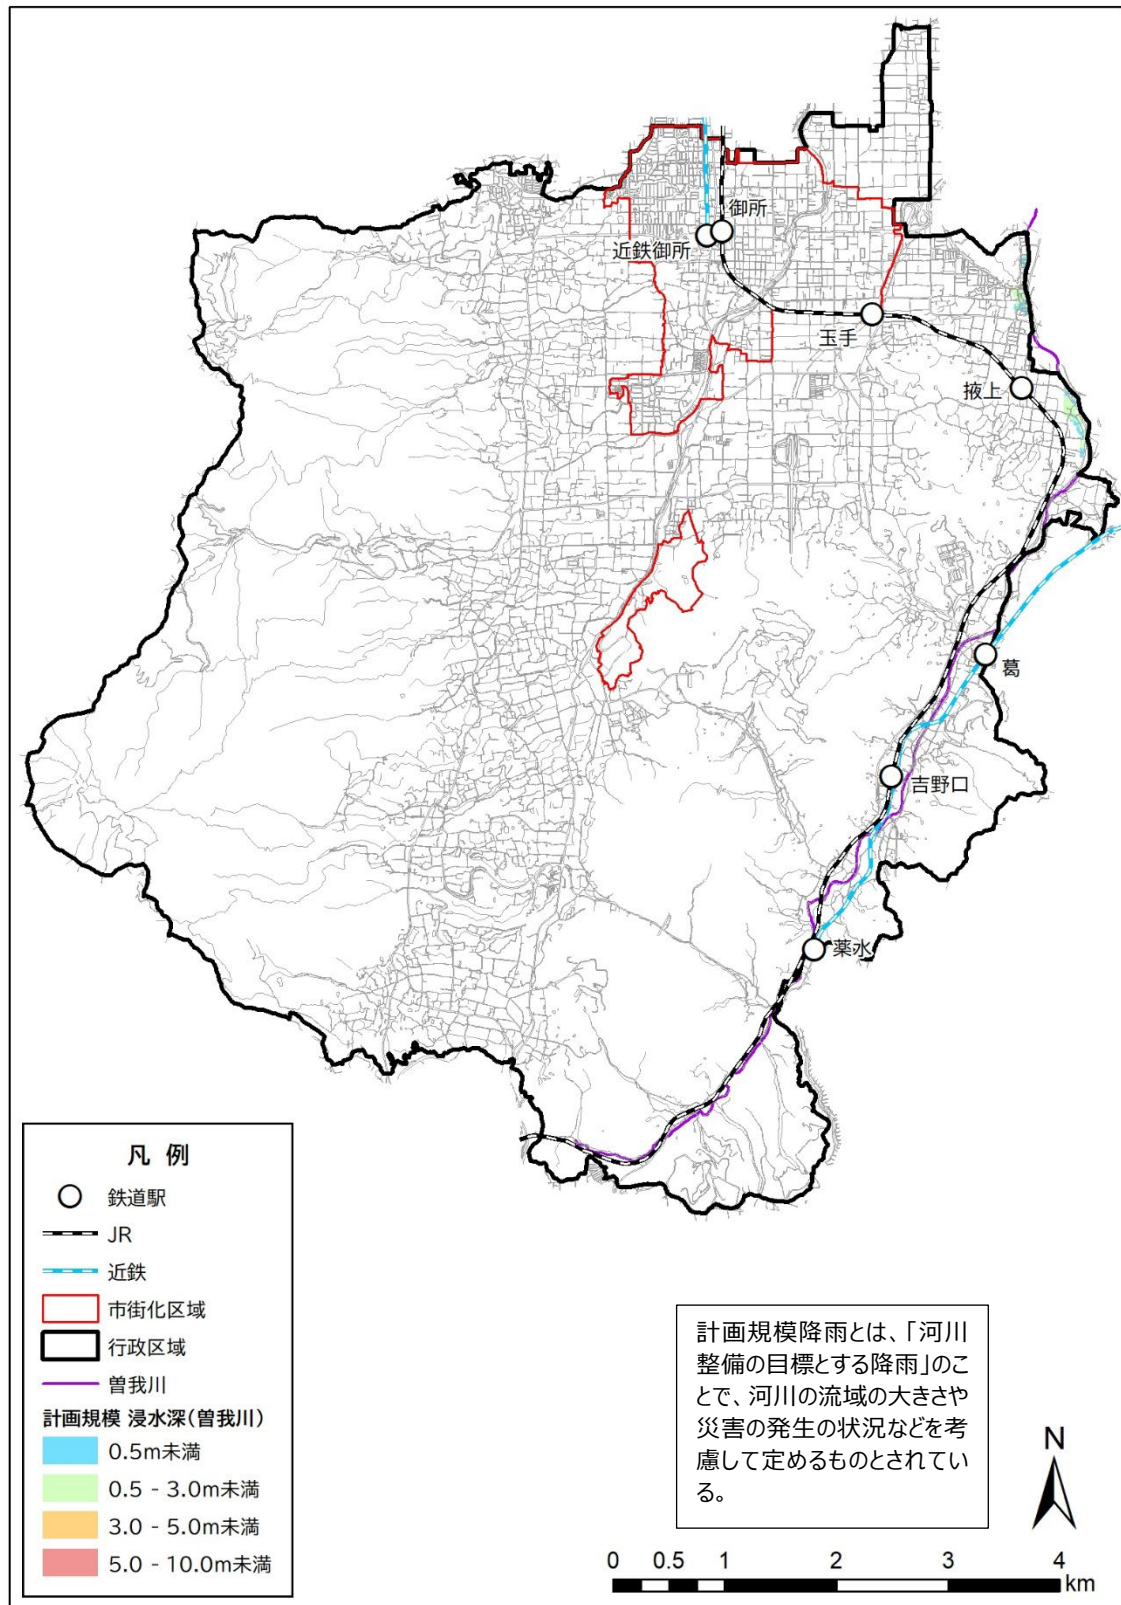 御所
近鉄御所
玉手
掖上
葛
吉野口
薬水
凡 例
鉄道駅
JR
近鉄
市街化区域
行政区域
曽我川
計画規模 浸水深(曽我川)
0.5m未満
0.5 - 3.0m未満
3.0 - 5.0m未満
5.0 - 10.0m未満
計画規模降雨とは、「河川
整備の目標とする降雨」のこ
とで、河川の流域の大きさや
災害の発生の状況などを考
慮して定めるものとされてい
る。
N
0 0.5 1 2 3 4
km